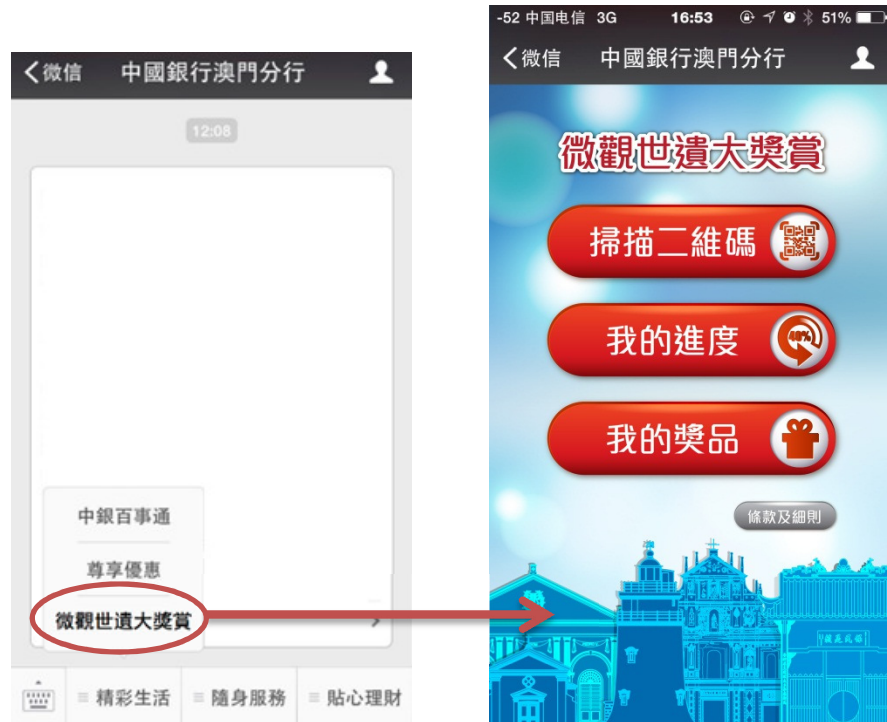 微信
中國銀行澳門分行
12:08
中銀百事通
尊享優惠
微觀世遺大獎賞
精彩生活
隨身服務
貼心理財
-52 中国电信 3G 16:53 51%
微信
中國銀行澳門分行
微觀世遺大獎賞
掃描二維碼
我的進度
40%
我的獎品
條款及細則